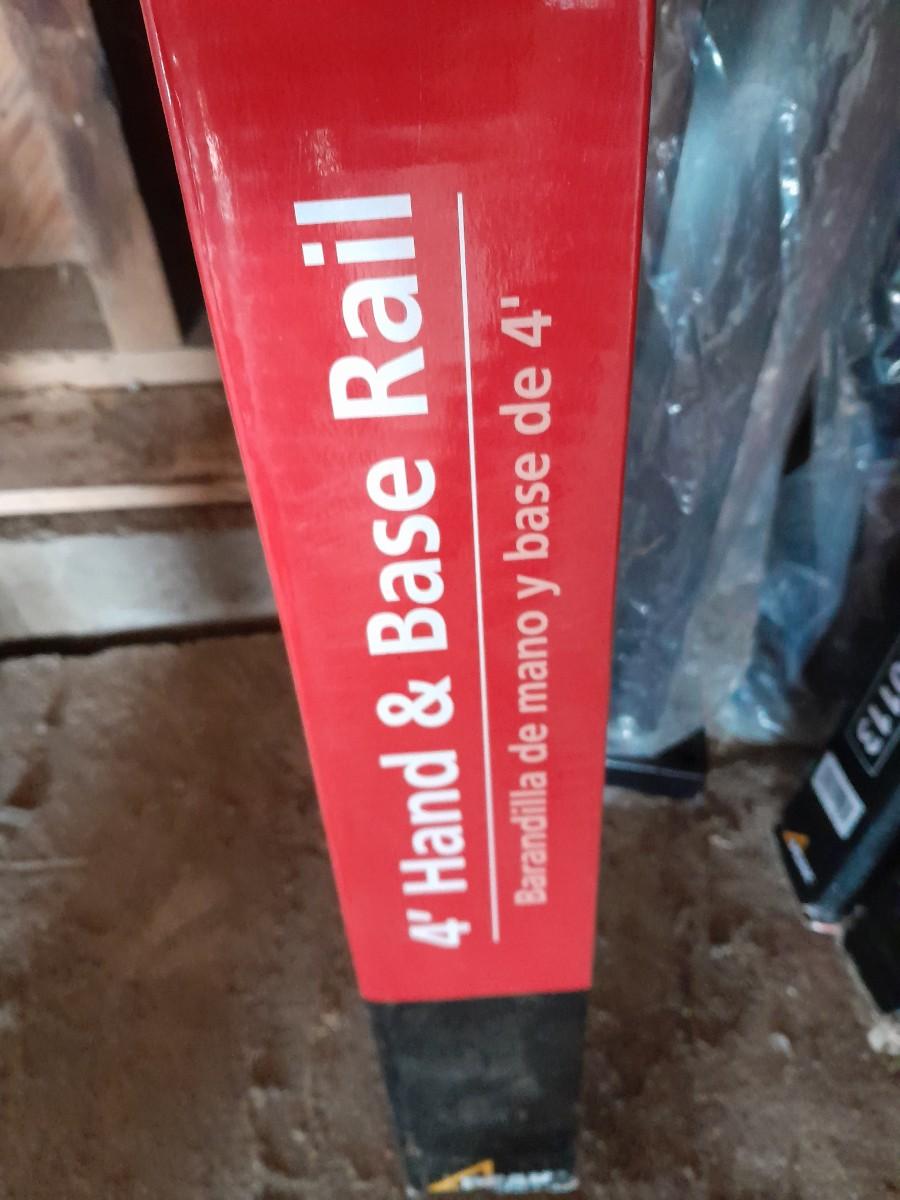 4' Hand & Base Rail
Barandilla de mano y base de 4'